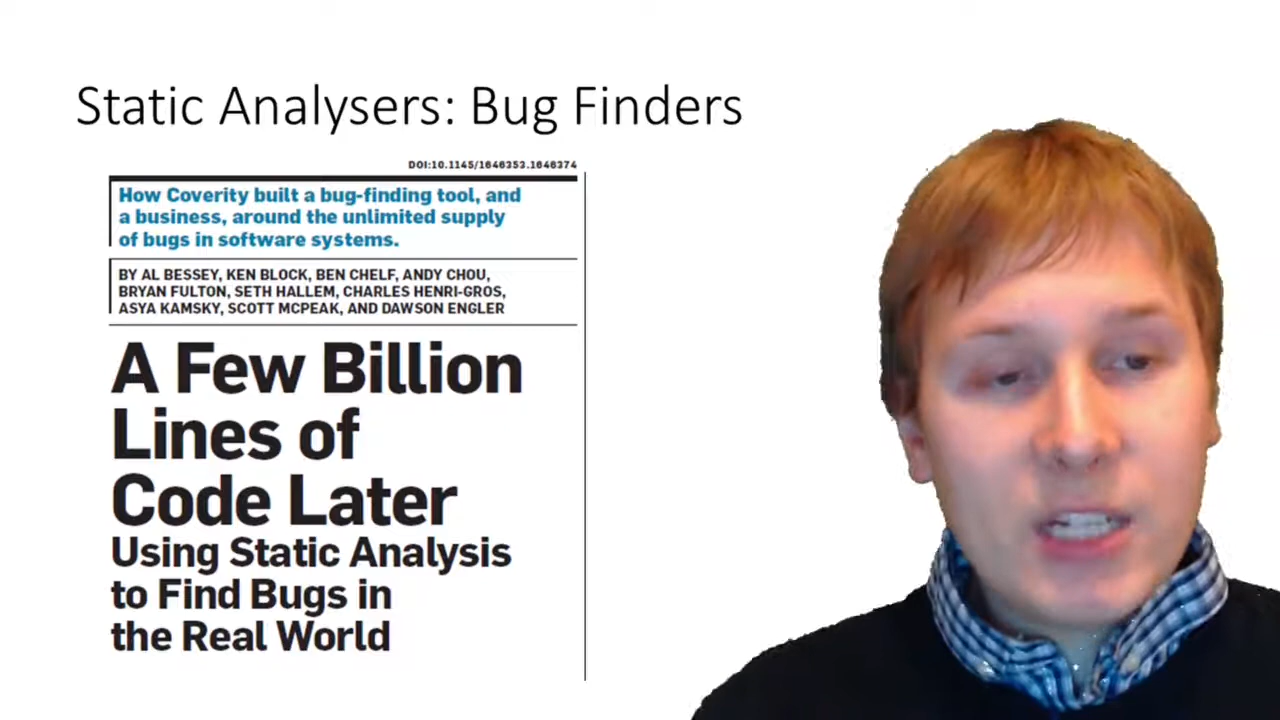 Static Analysers: Bug Finders
DOI:10.1145/1646353.1646374
How Coverity built a bug-finding tool, and
a business, around the unlimited supply
of bugs in software systems.
BY AL BESSEY, KEN BLOCK, BEN CHELF, ANDY CHOU,
BRYAN FULTON, SETH HALLEM, CHARLES HENRI-GROS,
ASYA KAMSKY, SCOTT MCPEAK, AND DAWSON ENGLER
A Few Billion
Lines of
Code Later
Using Static Analysis
to Find Bugs in
the Real World